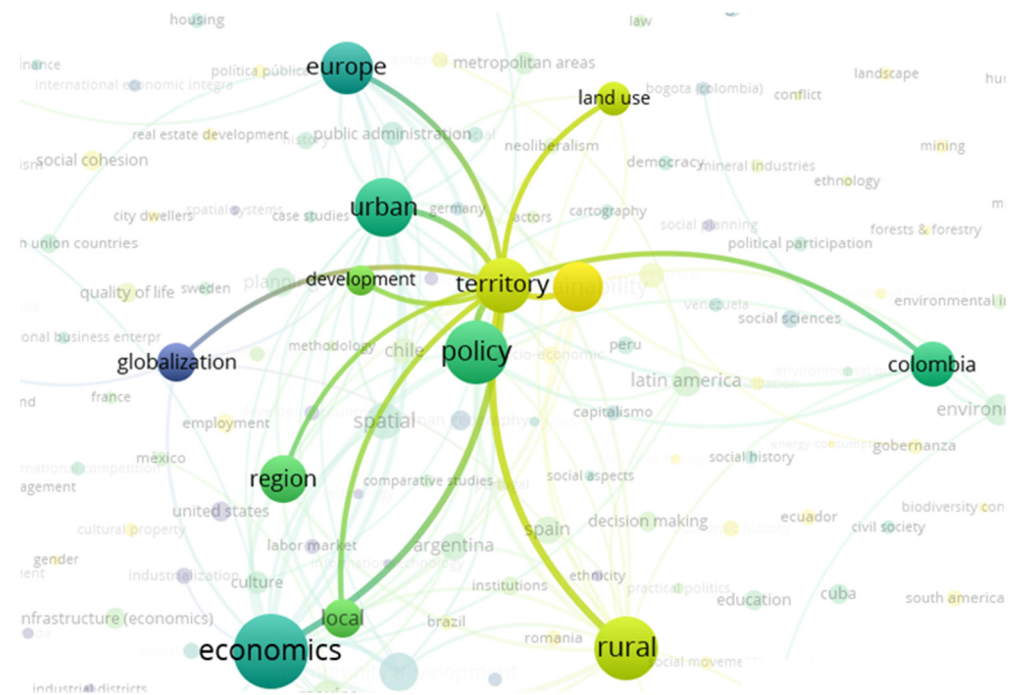 housing
law
europe
metropolitan areas
política pública
landscape
international economic integra
land use
bogota (colombia)
conflict
real estate development
history
public administration
neoliberalism
mining
social cohesion
democracy
mineral industries
ethnology
urban
germany
city dwellers
spatial systems
case studies
actors
cartography
social planning
forests & forestry
n union countries
political participation
development
territory
quality of life
sweden
environmental i
venezuela
social sciences
onal business enterpr
methodology
chile
policy
peru
globalization
colombia
latin america
france
environ
employment
spatial
capitalismo
gobernanza
méxico
social history
region
comparative studies
social aspects
agement
united states
biodiversity con
cultural property
spain
decision making
ecuador
civil society
labor market
argentina
gender
industrialization
culture
institutions
ethnicity
practical politics
education
cuba
south america
nfrastructure (economics)
local
brazil
romania
rural
economics
social moveme
industrial districts